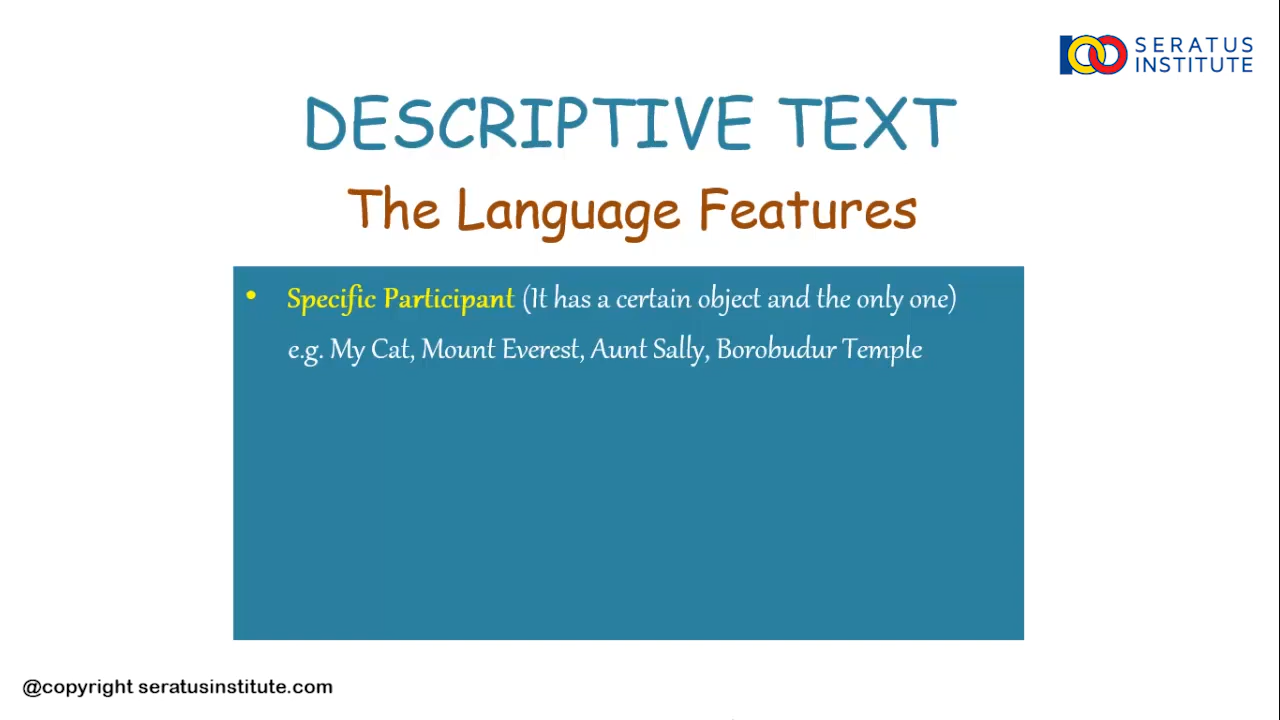 SERATUS
INSTITUTE
DESCRIPTIVE TEXT
The Language Features
• Specific Participant (It has a certain object and the only one)
e.g. My Cat, Mount Everest, Aunt Sally, Borobudur Temple
@copyright seratusinstitute.com